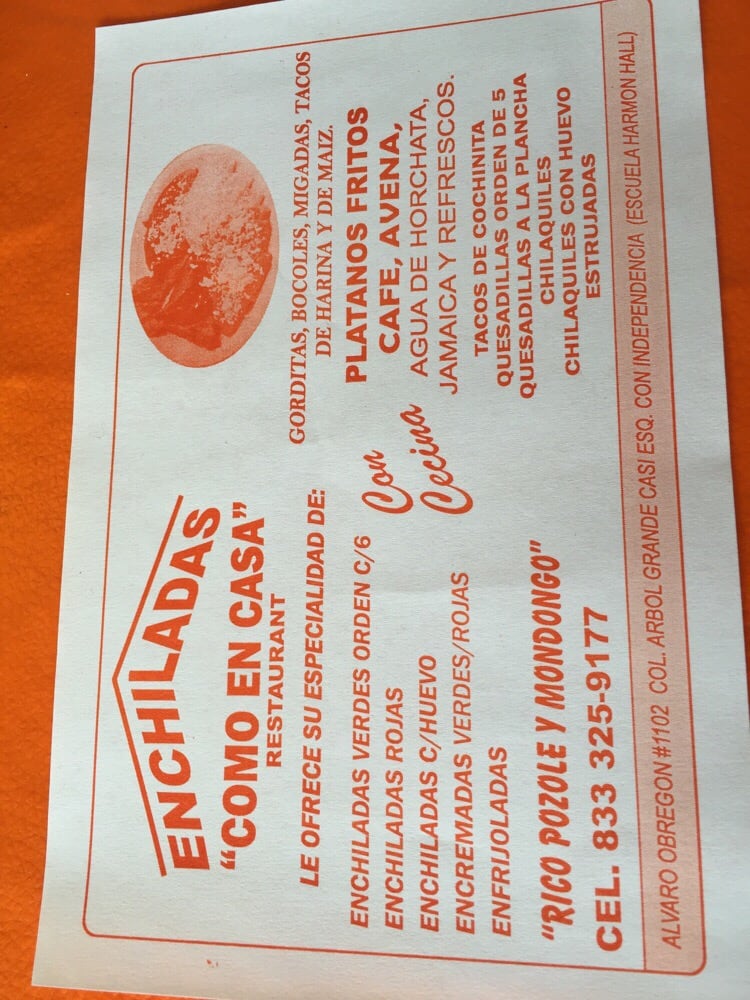 ENCHILADAS
"COMO EN CASA"
RESTAURANT
LE OFRECE SU ESPECIALIDAD DE:
ENCHILADAS VERDES ORDEN C/6
ENCHILADAS ROJAS
ENCHILADAS C/HUEVO
ENCREMADAS VERDES/ROJAS
ENFRIJOLADAS
Con
Cecina
"RICO POZOLE Y MONDONGO"
CEL. 833 325-9177
GORDITAS, BOCOLES, MIGADAS, TACOS
DE HARINA Y DE MAIZ.
PLATANOS FRITOS
CAFE, AVENA,
AGUA DE HORCHATA,
JAMAICA Y REFRESCOS.
TACOS DE COCHINITA
QUESADILLAS ORDEN DE 5
QUESADILLAS A LA PLANCHA
CHILAQUILES
CHILAQUILES CON HUEVO
ESTRUJADAS
ALVARO OBREGON #1102 COL. ARBOL GRANDE CASI ESQ. CON INDEPENDENCIA (ESCUELA HARMON HALL)